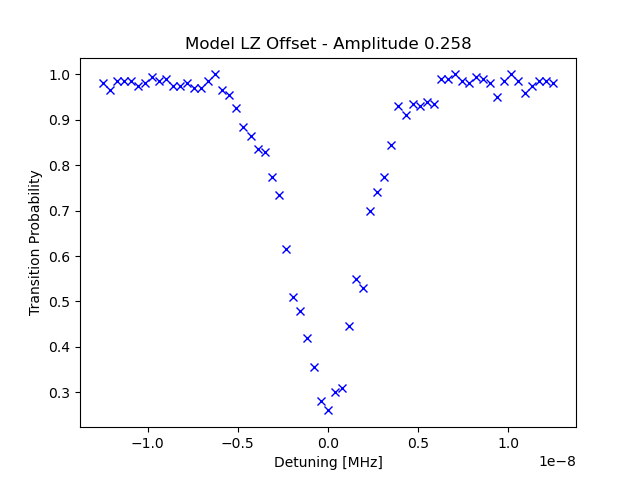 Model LZ Offset - Amplitude 0.258
1.0
0.9
0.8
0.7
0.6
0.5
0.4
0.3
Transition Probability
−1.0 −0.5 0.0 0.5 1.0
1e−8
Detuning [MHz]